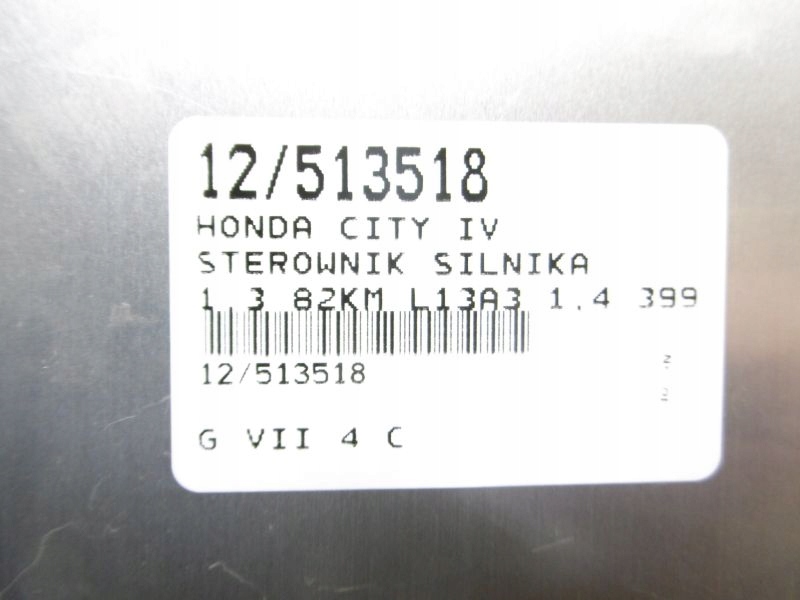 12/513518
HONDA CITY IV
STEROWNIK SILNIKA
1.3 82KM L13A3 1.4 399
12/513518
G VII 4 C